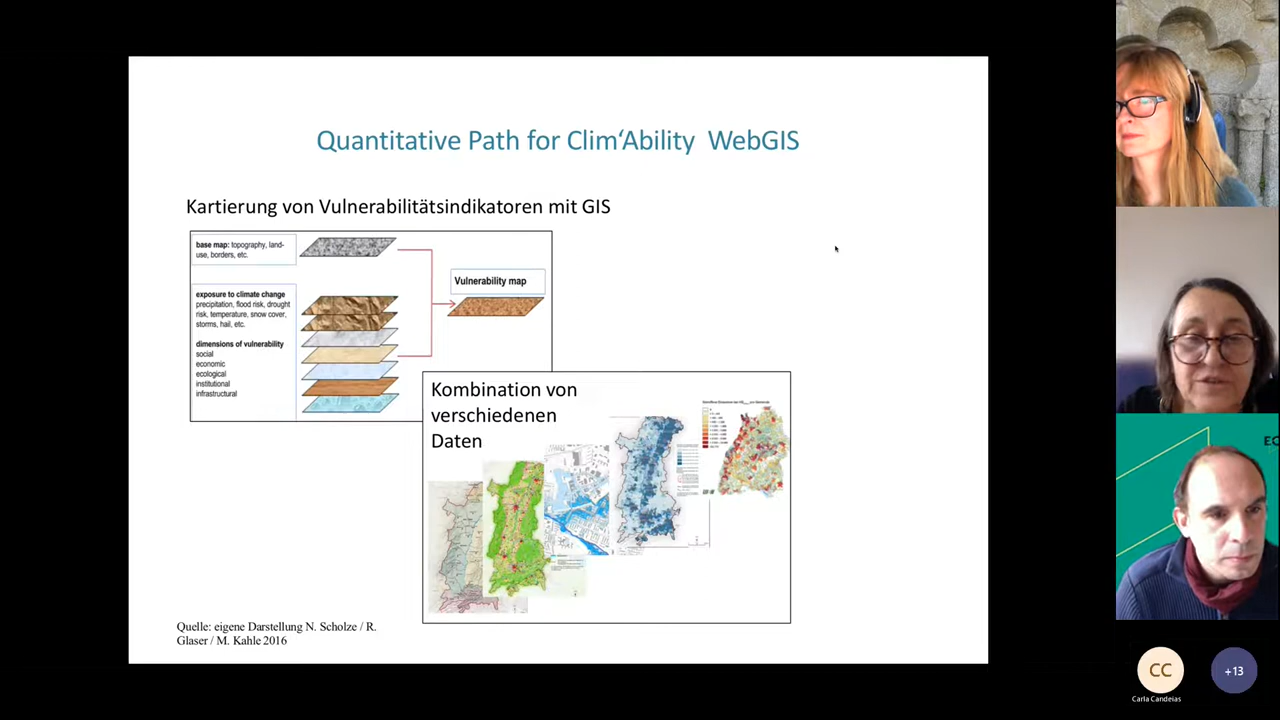 Quantitative Path for Clim‘Ability WebGIS
Kartierung von Vulnerabilitätsindikatoren mit GIS
base map: topography, land-
use, borders, etc.
Vulnerability map
exposure to climate change
precipitation, flood risk, drought
risk, temperature, snow cover,
storms, hail, etc.
dimensions of vulnerability
social
economic
ecological
institutional
infrastructural
Kombination von
verschiedenen
Daten
Quelle: eigene Darstellung N. Scholze / R.
Glaser / M. Kahle 2016
EC
CC
+13
Carla Candeias